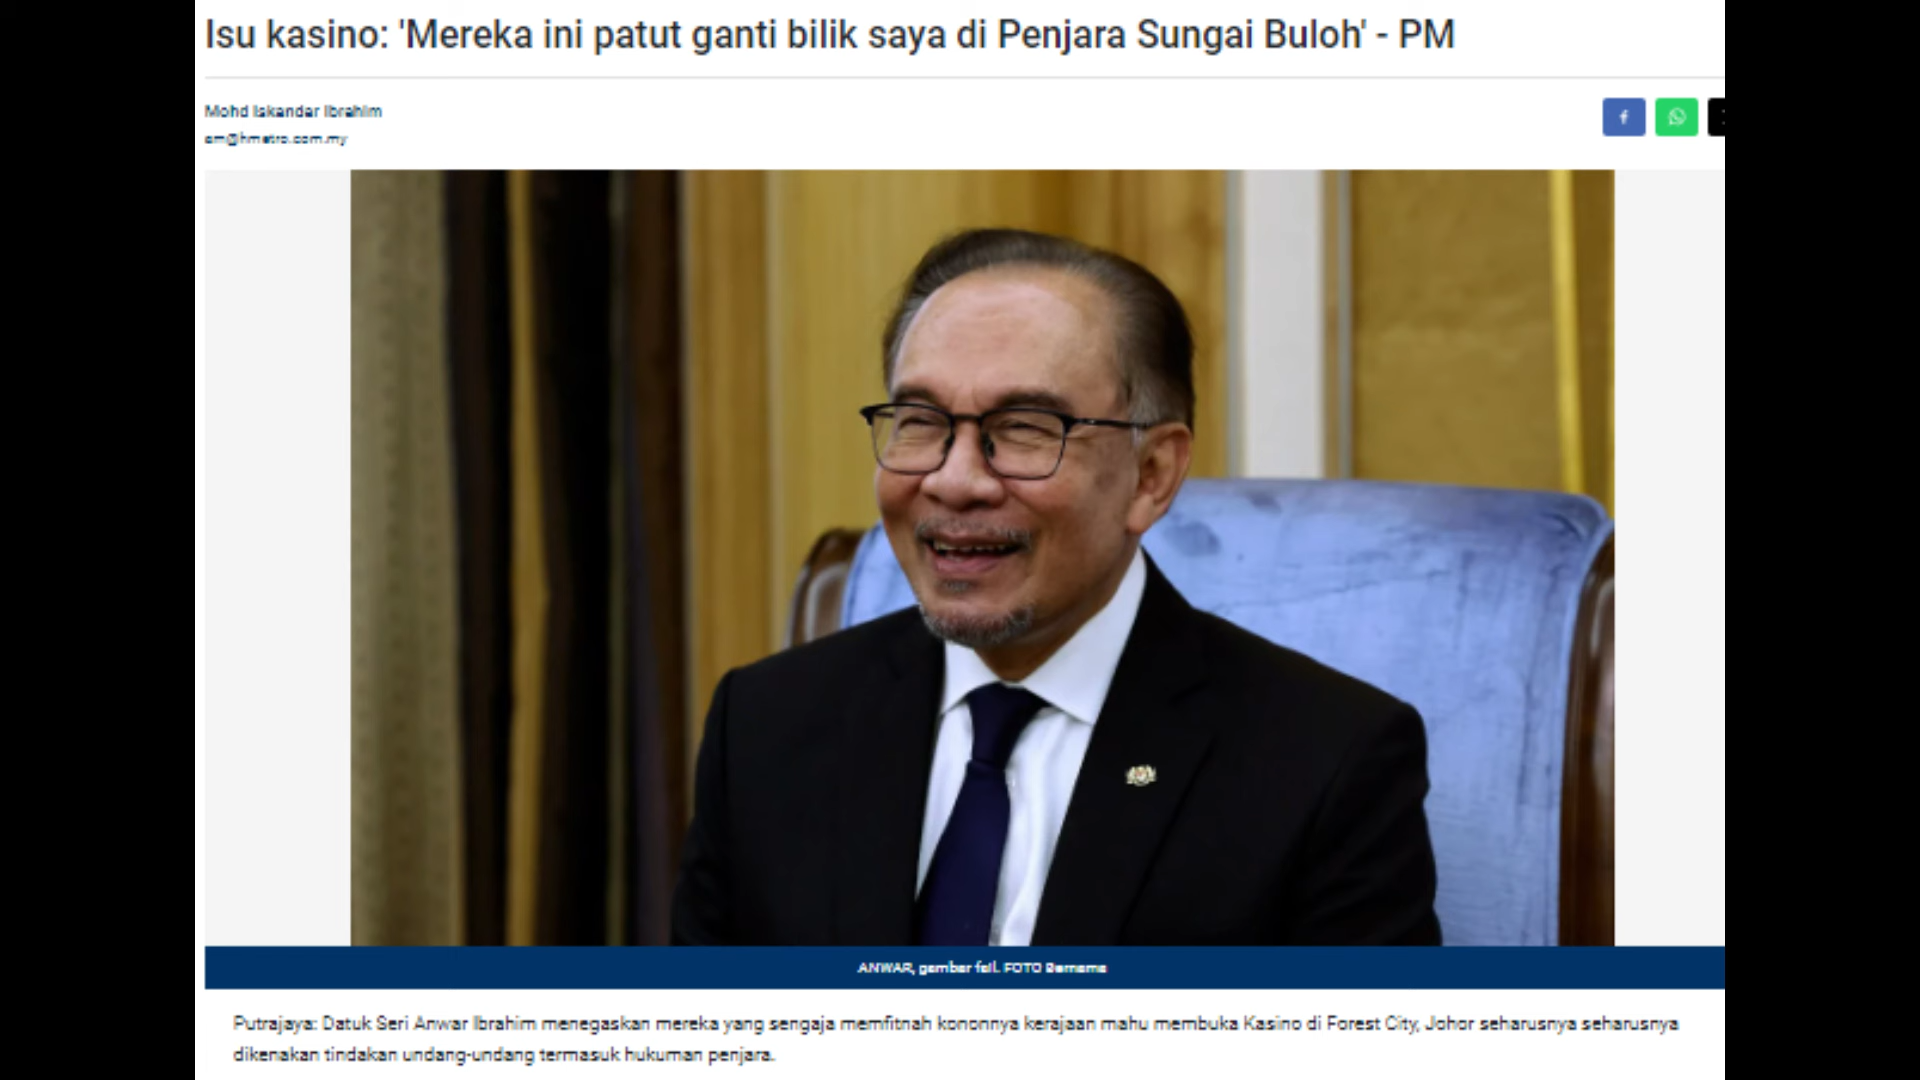 Isu kasino: 'Mereka ini patut ganti bilik saya di Penjara Sungai Buloh' - PM
Mohd Iskandar Ibrahim
am@hmetro.com.my
ANWAR, gambar fail. FOTO Bernama
Putrajaya: Datuk Seri Anwar Ibrahim menegaskan mereka yang sengaja memfitnah kononnya kerajaan mahu membuka Kasino di Forest City, Johor seharusnya seharusnya
dikenakan tindakan undang-undang termasuk hukuman penjara.